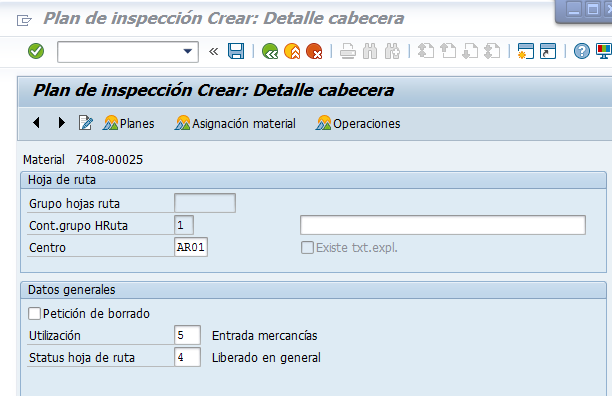 Plan de inspección Crear: Detalle cabecera
Plan de inspección Crear: Detalle cabecera
Planes Asignación material Operaciones
Material 7408-00025
Hoja de ruta
Grupo hojas ruta
Cont.grupo HRuta 1
Centro AR01 Existe txt.expl.
Datos generales
Petición de borrado
Utilización 5 Entrada mercancías
Status hoja de ruta 4 Liberado en general